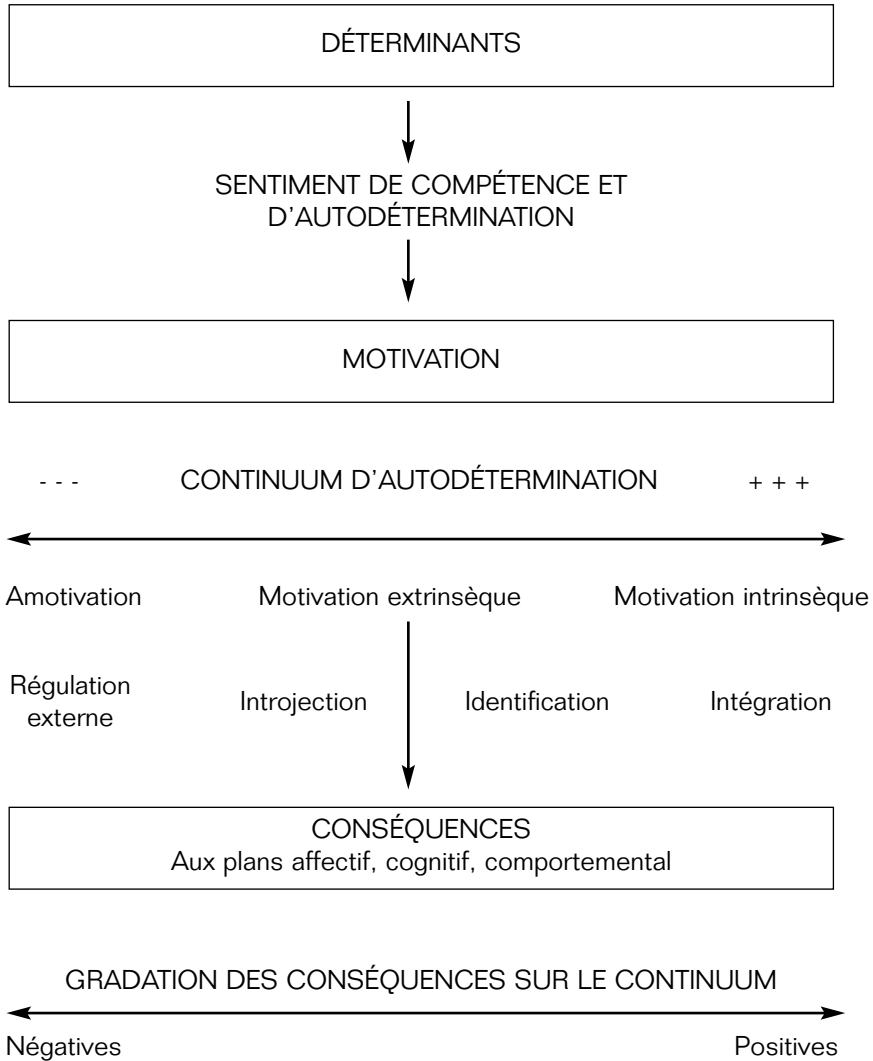 DÉTERMINANTS
SENTIMENT DE COMPÉTENCE ET
D'AUTODÉTERMINATION
MOTIVATION
- - - CONTINUUM D'AUTODÉTERMINATION + + +
Amotivation Motivation extrinsèque Motivation intrinsèque
Régulation
externe Introjection Identification Intégration
CONSÉQUENCES
Aux plans affectif, cognitif, comportemental
GRADATION DES CONSÉQUENCES SUR LE CONTINUUM
Négatives Positives